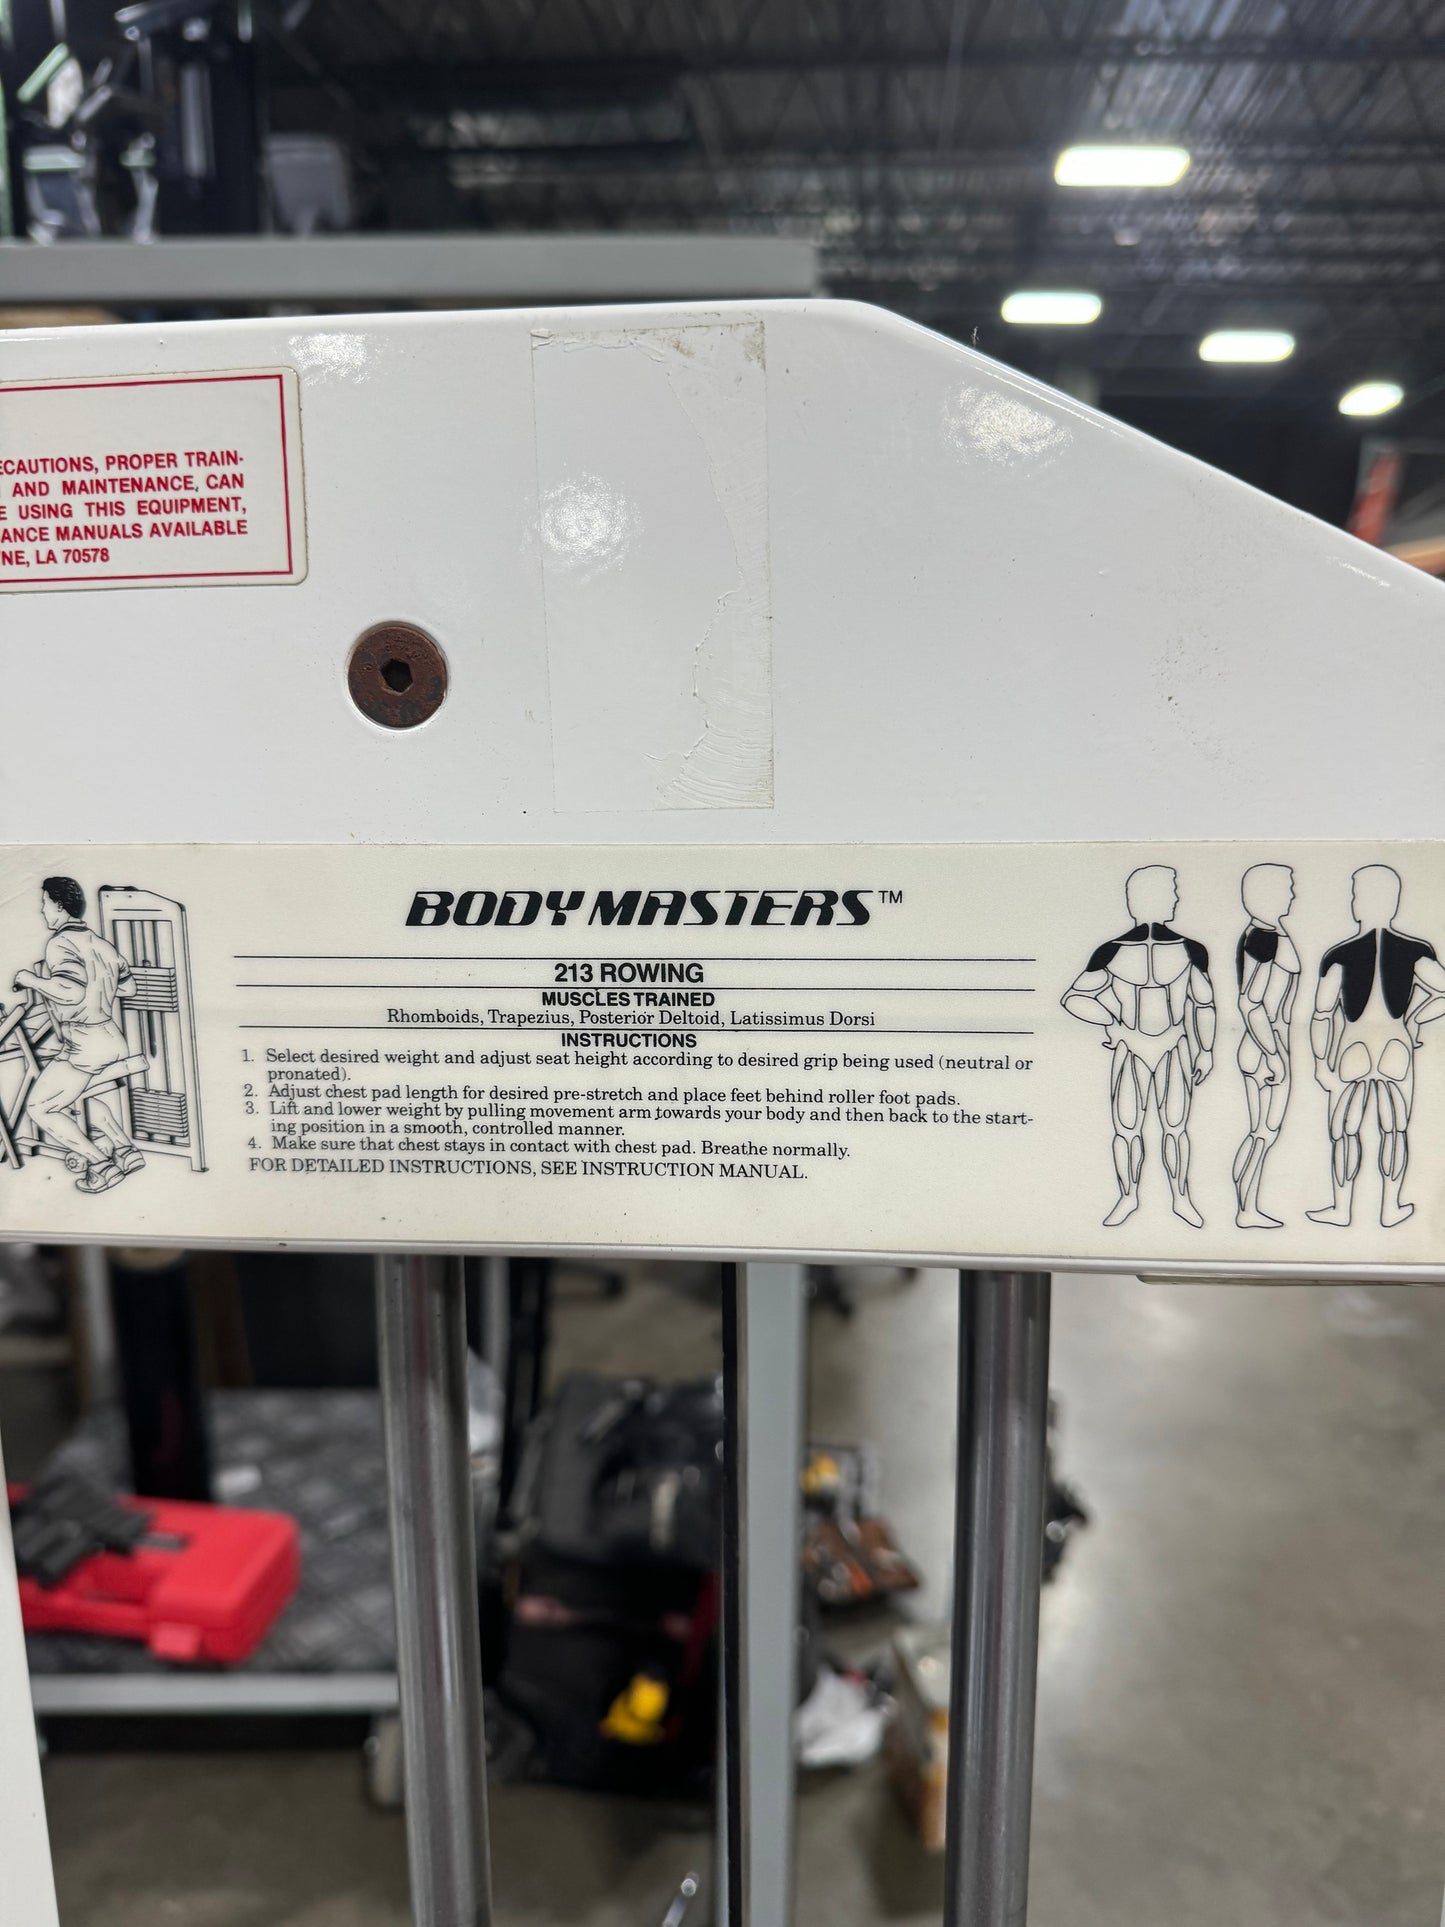 ECAUTIONS, PROPER TRAIN-
AND MAINTENANCE, CAN
E USING THIS EQUIPMENT,
ANCE MANUALS AVAILABLE
NE, LA 70578
BODYMASTERS™
213 ROWING
MUSCLES TRAINED
Rhomboids, Trapezius, Posterior Deltoid, Latissimus Dorsi
INSTRUCTIONS
1. Select desired weight and adjust seat height according to desired grip being used (neutral or
pronated).
2. Adjust chest pad length for desired pre-stretch and place feet behind roller foot pads.
3. Lift and lower weight by pulling movement arm towards your body and then back to the start-
ing position in a smooth, controlled manner.
4. Make sure that chest stays in contact with chest pad. Breathe normally.
FOR DETAILED INSTRUCTIONS, SEE INSTRUCTION MANUAL.